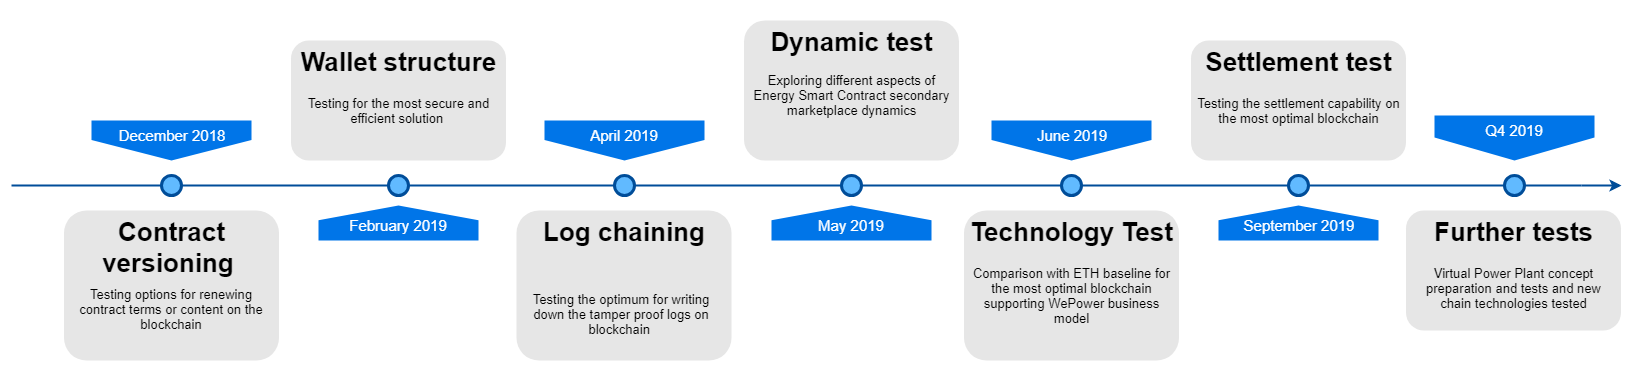 December 2018
Contract
versioning
Testing options for renewing
contract terms or content on the
blockchain
Wallet structure
Testing for the most secure and
efficient solution
February 2019
April 2019
Log chaining
Testing the optimum for writing
down the tamper proof logs on
blockchain
Dynamic test
Exploring different aspects of
Energy Smart Contract secondary
marketplace dynamics
May 2019
June 2019
Technology Test
Comparison with ETH baseline for
the most optimal blockchain
supporting WePower business
model
Settlement test
Testing the settlement capability on
the most optimal blockchain
September 2019
Q4 2019
Further tests
Virtual Power Plant concept
preparation and tests and new
chain technologies tested